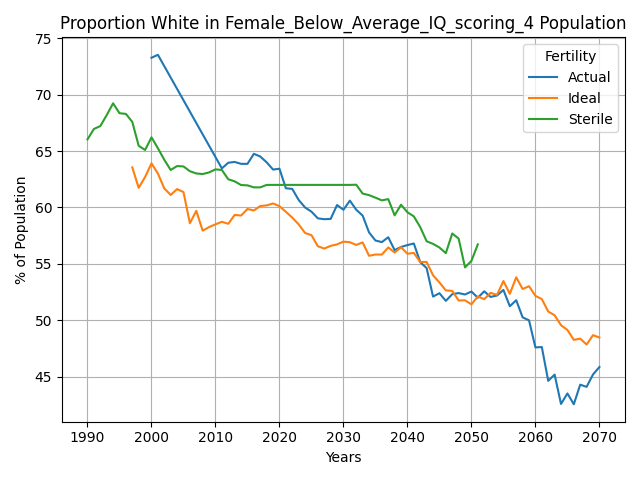 Proportion White in Female_Below_Average_IQ_scoring_4 Population
75
70
65
60
55
50
45
% of Population
Fertility
Actual
Ideal
Sterile
1990 2000 2010 2020 2030 2040 2050 2060 2070
Years